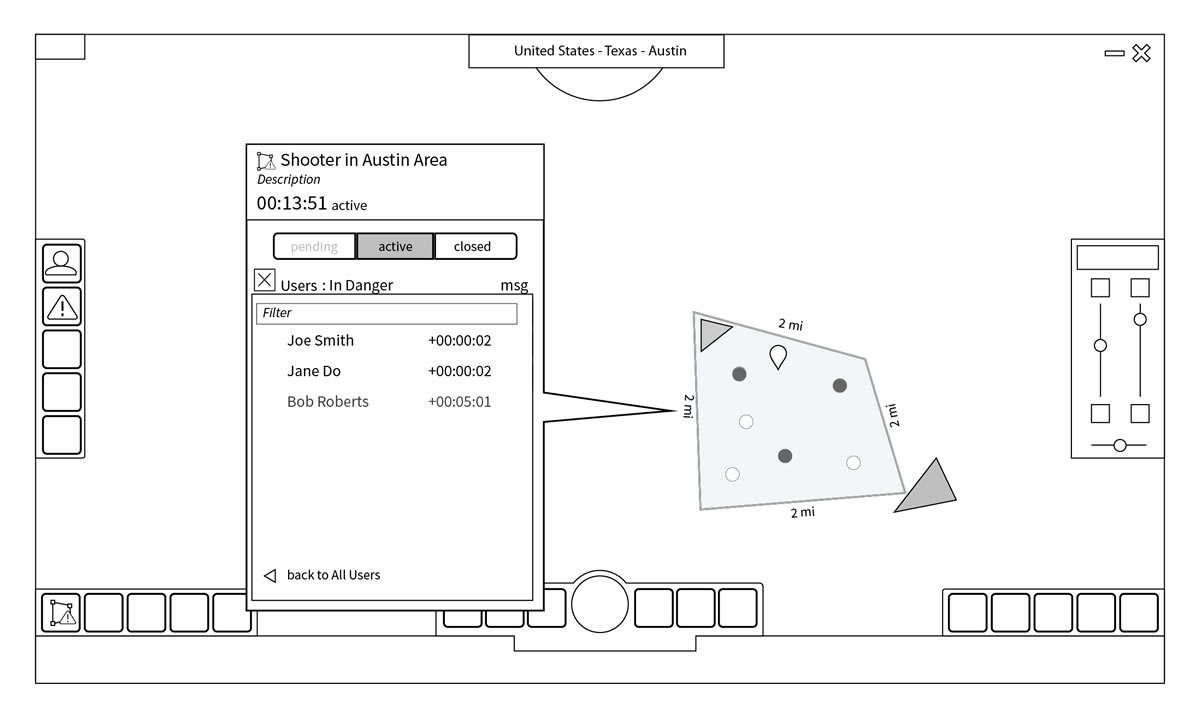 United States - Texas - Austin
Shooter in Austin Area
Description
00:13:51 active
pending active closed
Users : In Danger msg
Filter
Joe Smith +00:00:02
Jane Do +00:00:02
Bob Roberts +00:05:01
back to All Users
2 mi
2 mi
2 mi
2 mi